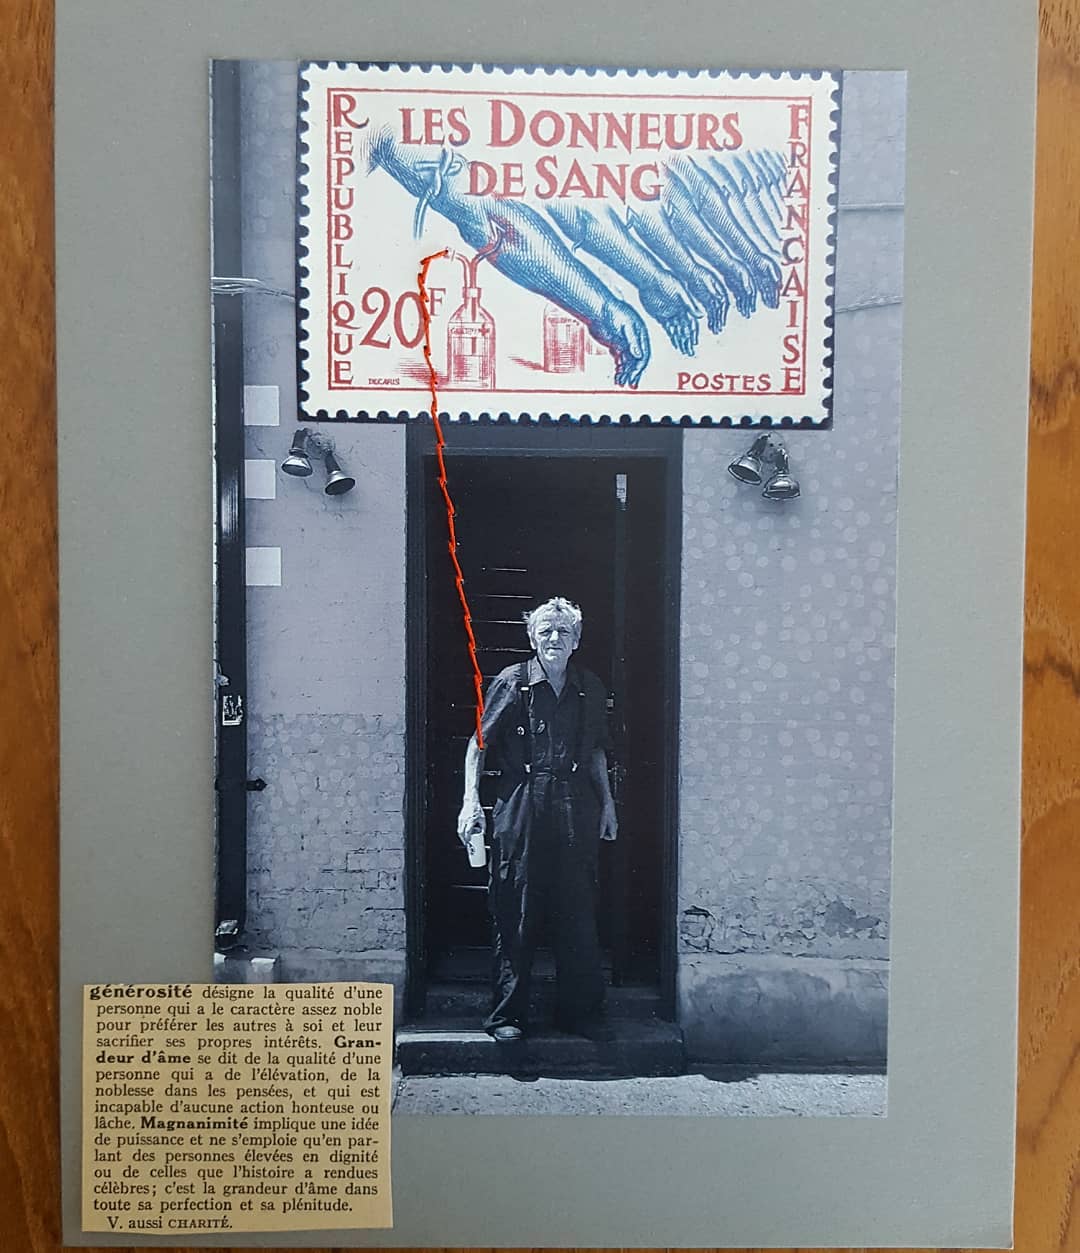 LES DONNEURS
DE SANG
REPUBLIQUE
FRANÇAISE
20F
DECARIS
POSTES
générosité désigne la qualité d'une
personne qui a le caractère assez noble
pour préférer les autres à soi et leur
sacrifier ses propres intérêts. Gran-
deur d'âme se dit de la qualité d'une
personne qui a de l'élévation, de la
noblesse dans les pensées, et qui est
incapable d'aucune action honteuse ou
lâche. Magnanimité implique une idée
de puissance et ne s'emploie qu'en par-
lant des personnes élevées en dignité
ou de celles que l'histoire a rendues
célèbres; c'est la grandeur d'âme dans
toute sa perfection et sa plénitude.
V. aussi CHARITÉ.